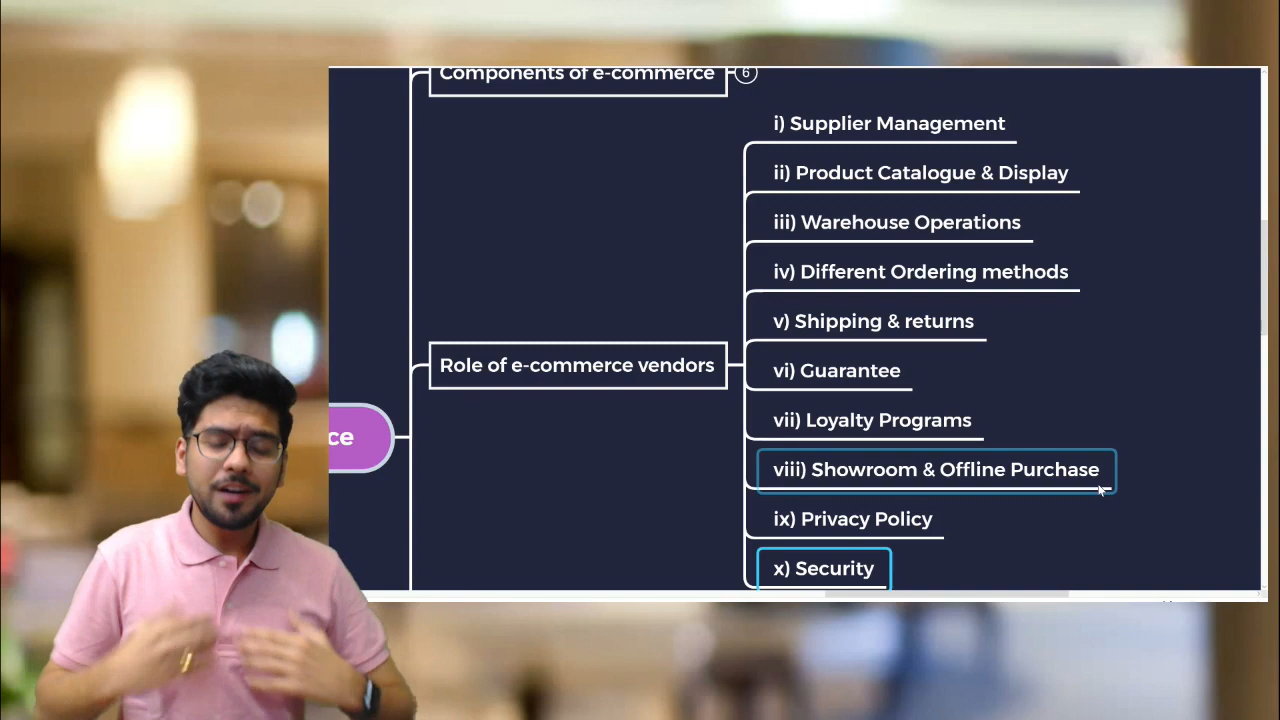 Components of e-commerce
6
i) Supplier Management
ii) Product Catalogue & Display
iii) Warehouse Operations
iv) Different Ordering methods
v) Shipping & returns
Role of e-commerce vendors
vi) Guarantee
vii) Loyalty Programs
ce
viii) Showroom & Offline Purchase
ix) Privacy Policy
x) Security